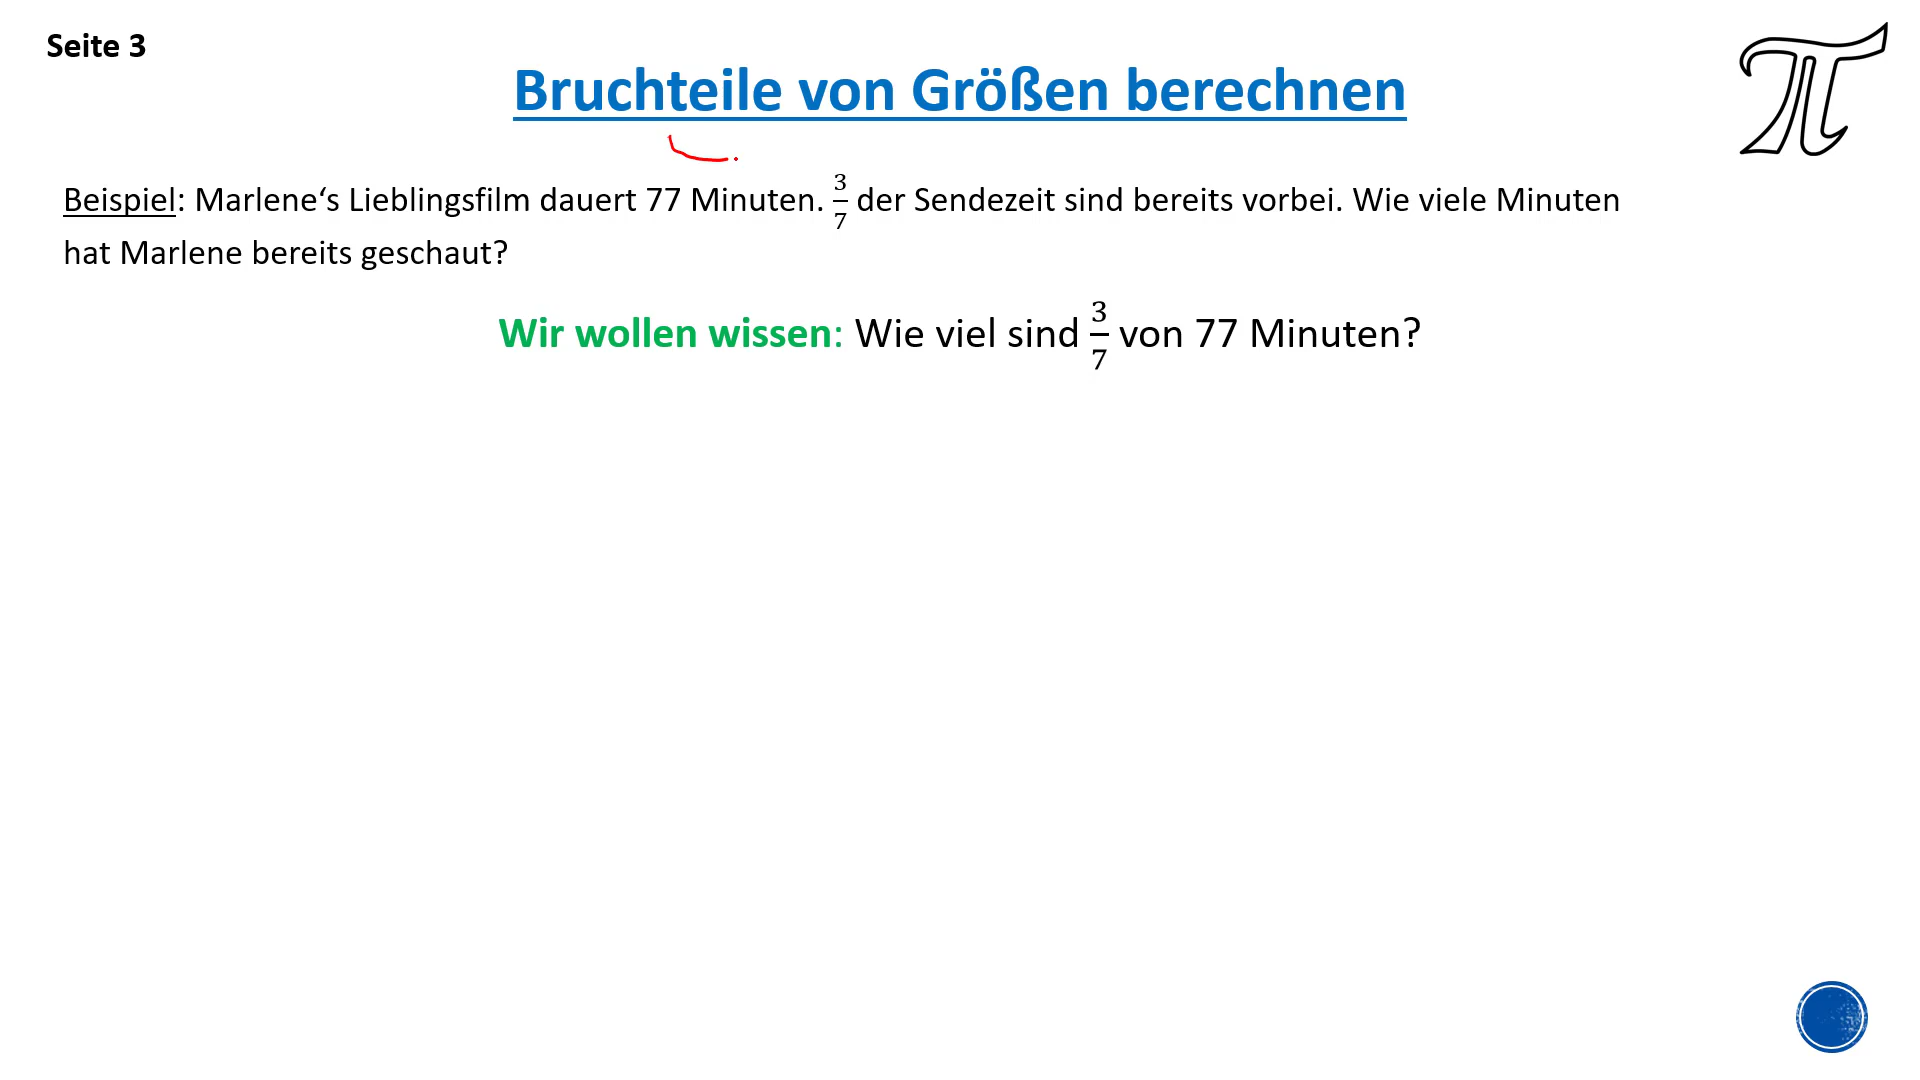 Seite 3
Bruchteile von Größen berechnen
Beispiel: Marlene‘s Lieblingsfilm dauert 77 Minuten. 3/7 der Sendezeit sind bereits vorbei. Wie viele Minuten
hat Marlene bereits geschaut?
Wir wollen wissen: Wie viel sind 3/7 von 77 Minuten?